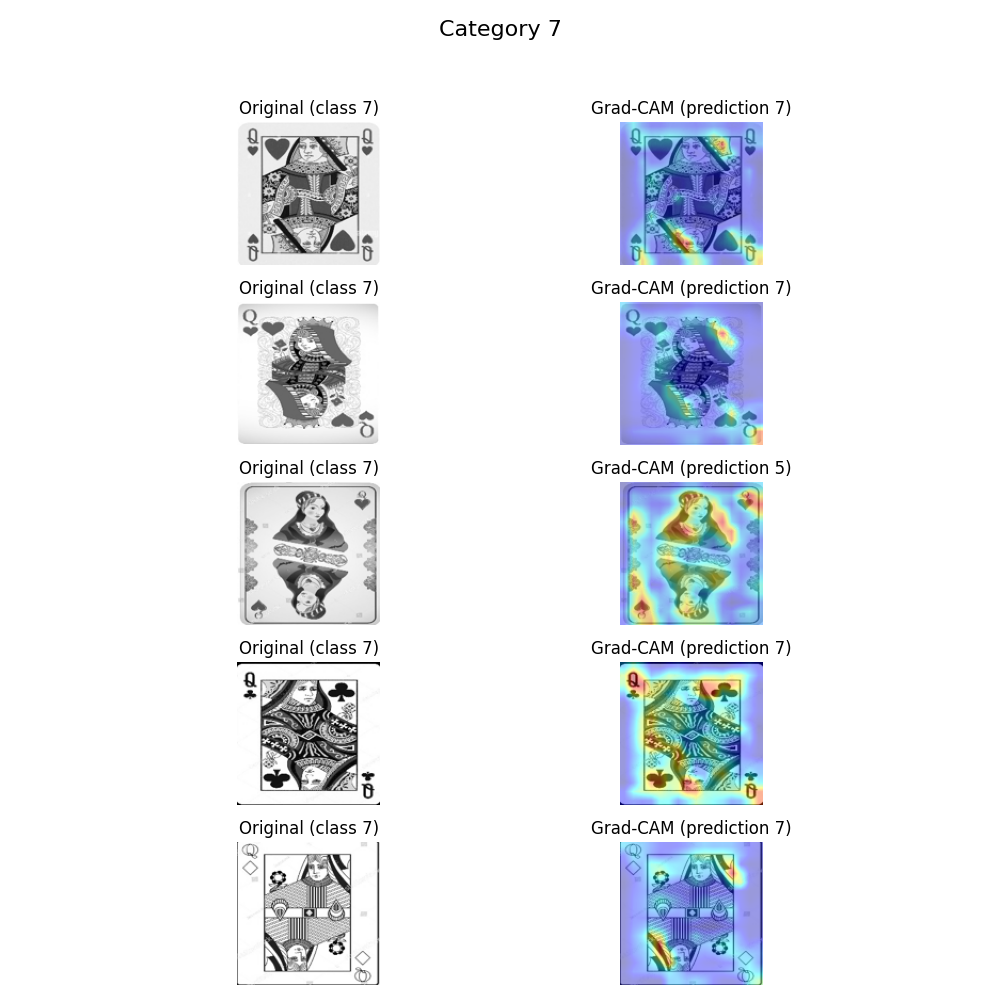 Category 7
Original (class 7) Grad-CAM (prediction 7)
Q Q Q Q
Q Q Q Q
Original (class 7) Grad-CAM (prediction 7)
Q Q
Q Q
Original (class 7) Grad-CAM (prediction 5)
Original (class 7) Grad-CAM (prediction 7)
Q Q
Q Q
Original (class 7) Grad-CAM (prediction 7)
Q Q
Q Q